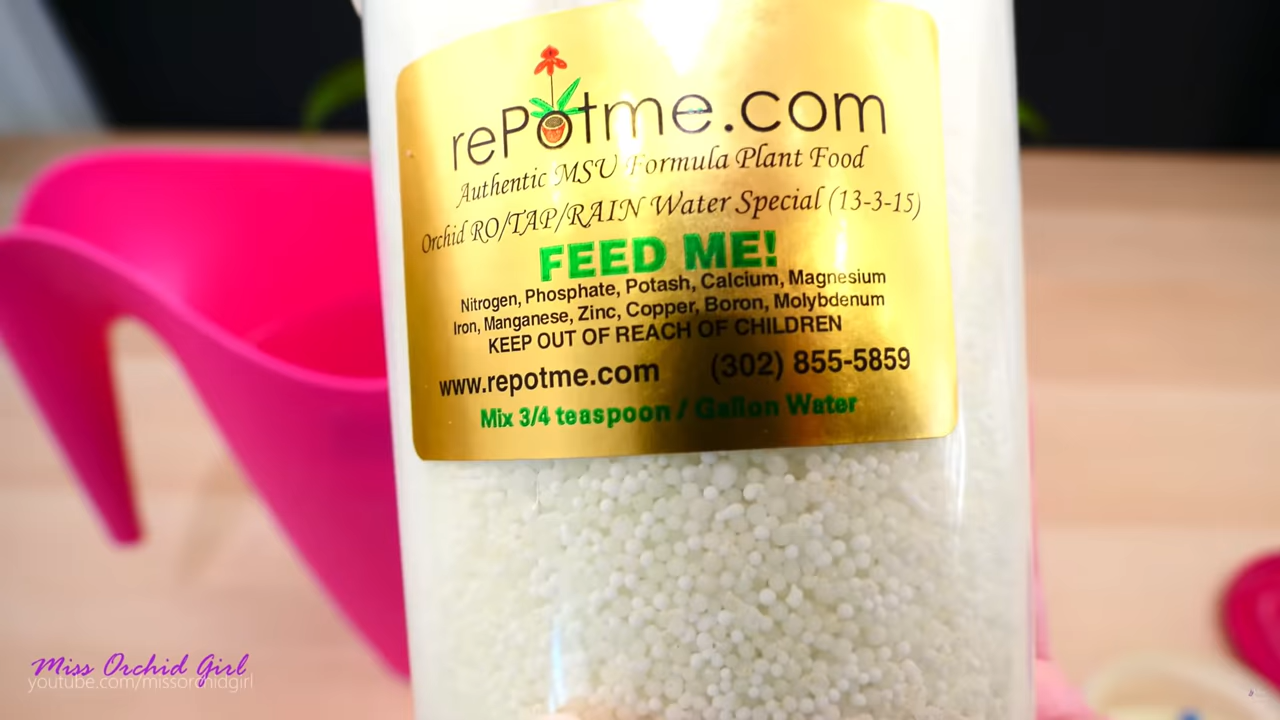 rePotme.com
Authentic MSU Formula Plant Food
Orchid RO/TAP/RAIN Water Special (13-3-15)
FEED ME!
Nitrogen, Phosphate, Potash, Calcium, Magnesium
Iron, Manganese, Zinc, Copper, Boron, Molybdenum
KEEP OUT OF REACH OF CHILDREN
www.repotme.com (302) 855-5859
Mix 3/4 teaspoon / Gallon Water
Miss Orchid Girl
youtube.com/missorchidgirl